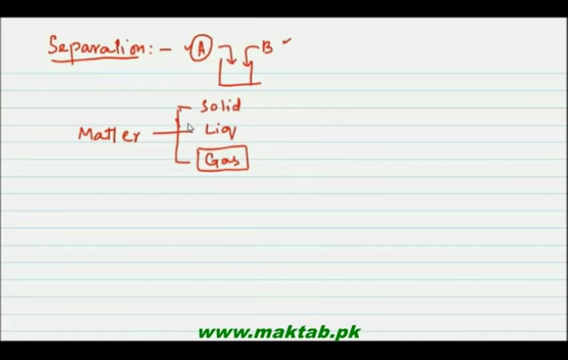 Separation:- A B
Solid
Matter Liq
Gas
www.maktab.pk